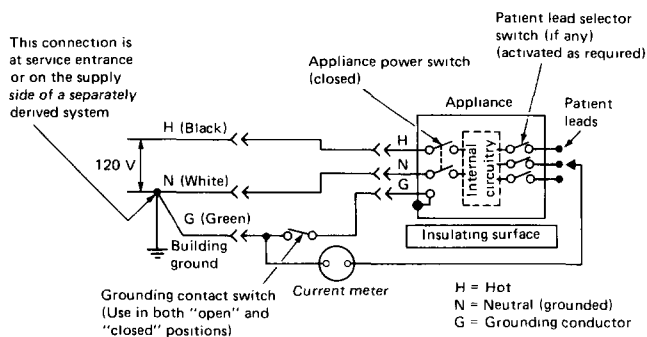 This connection is
at service entrance
or on the supply
side of a separately
derived system
Patient lead selector
switch (if any)
(activated as required)
Appliance power switch
(closed)
Appliance
Patient
leads
H (Black)
H
120 V
N (White)
N
Internal
circuitry
G
G (Green)
Building
ground
Insulating surface
Grounding contact switch
(Use in both "open" and
"closed" positions)
Current meter
H = Hot
N = Neutral (grounded)
G = Grounding conductor